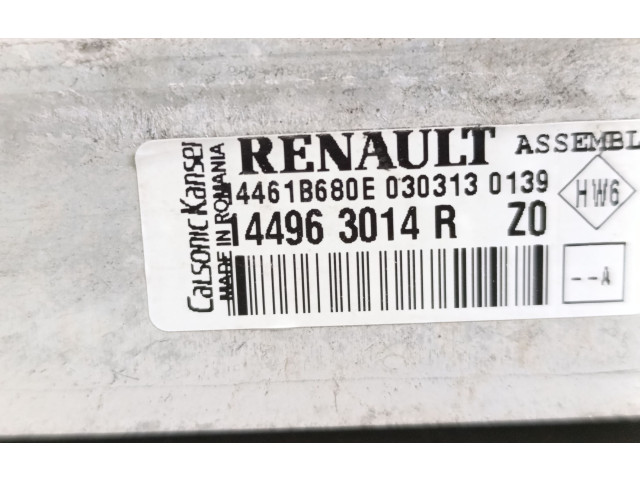 Calsonic Kansei
MADE IN ROMANIA
RENAULT ASSEMBL
4461B680E 030313 0139
14496 3014 R Z0
HW6
--A